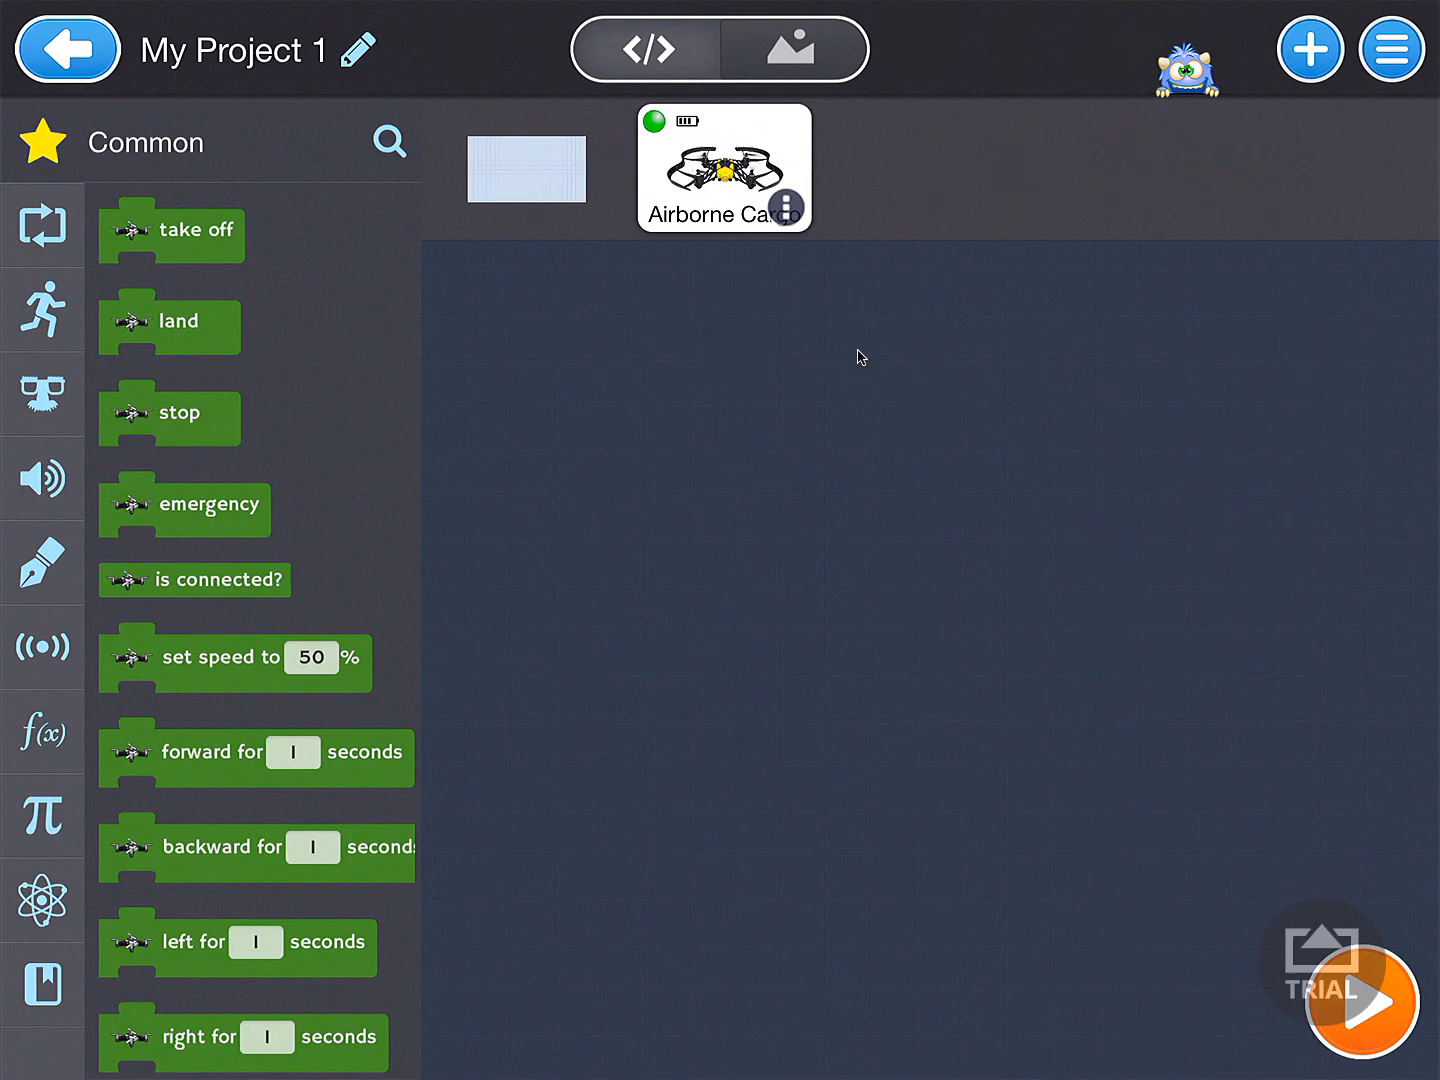 My Project 1
Common
Airborne Cargo
take off
land
stop
emergency
is connected?
set speed to 50 %
forward for 1 seconds
backward for 1 seconds
left for 1 seconds
right for 1 seconds
f(x)
π
TRIAL